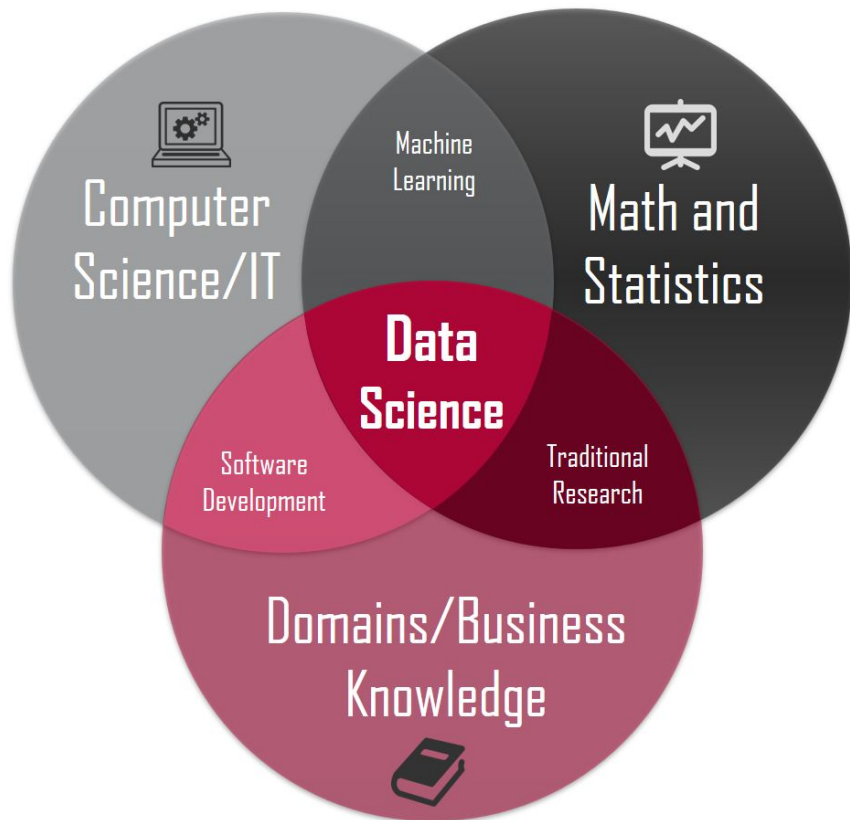 Machine
Learning
Computer
Science/IT
Math and
Statistics
Data
Science
Software
Development
Traditional
Research
Domains/Business
Knowledge